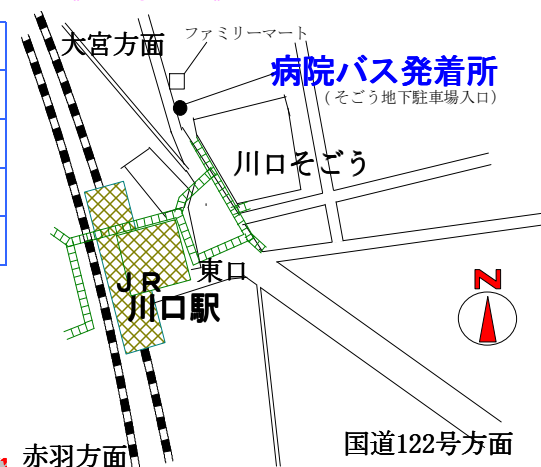 大宮方面
ファミリーマート
病院バス発着所
（そごう地下駐車場入口）
川口そごう
東口
JR
川口駅
N
国道122号方面
赤羽方面